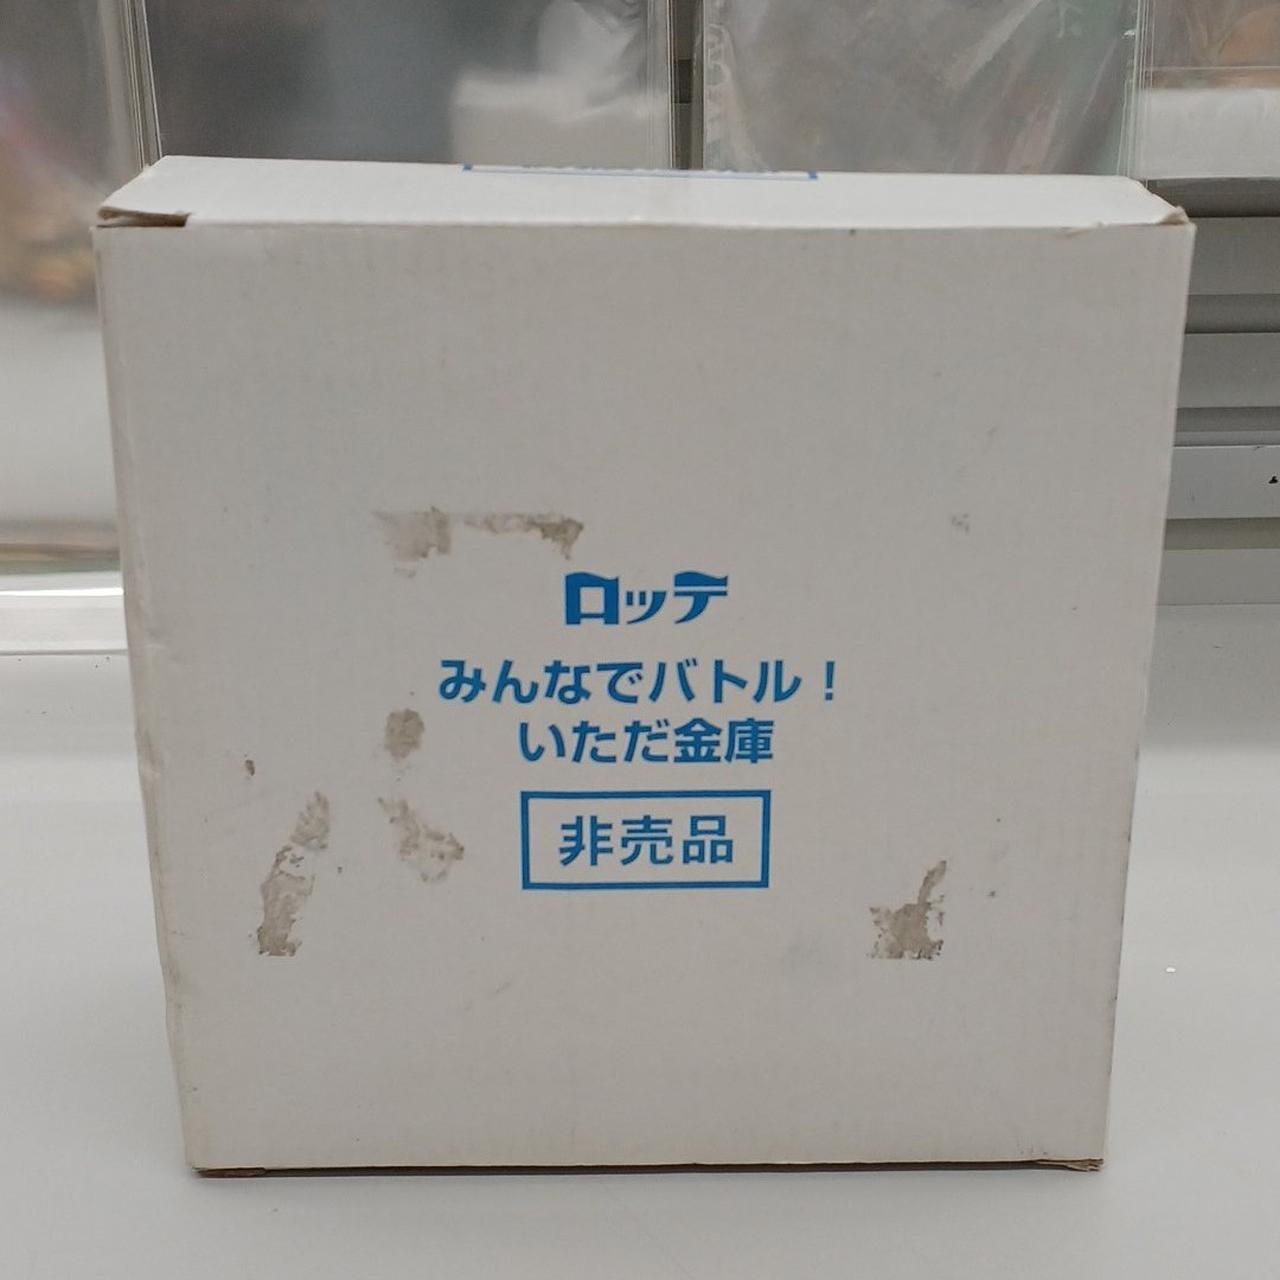 ロッテ
みんなでバトル！
いただ金庫
非売品